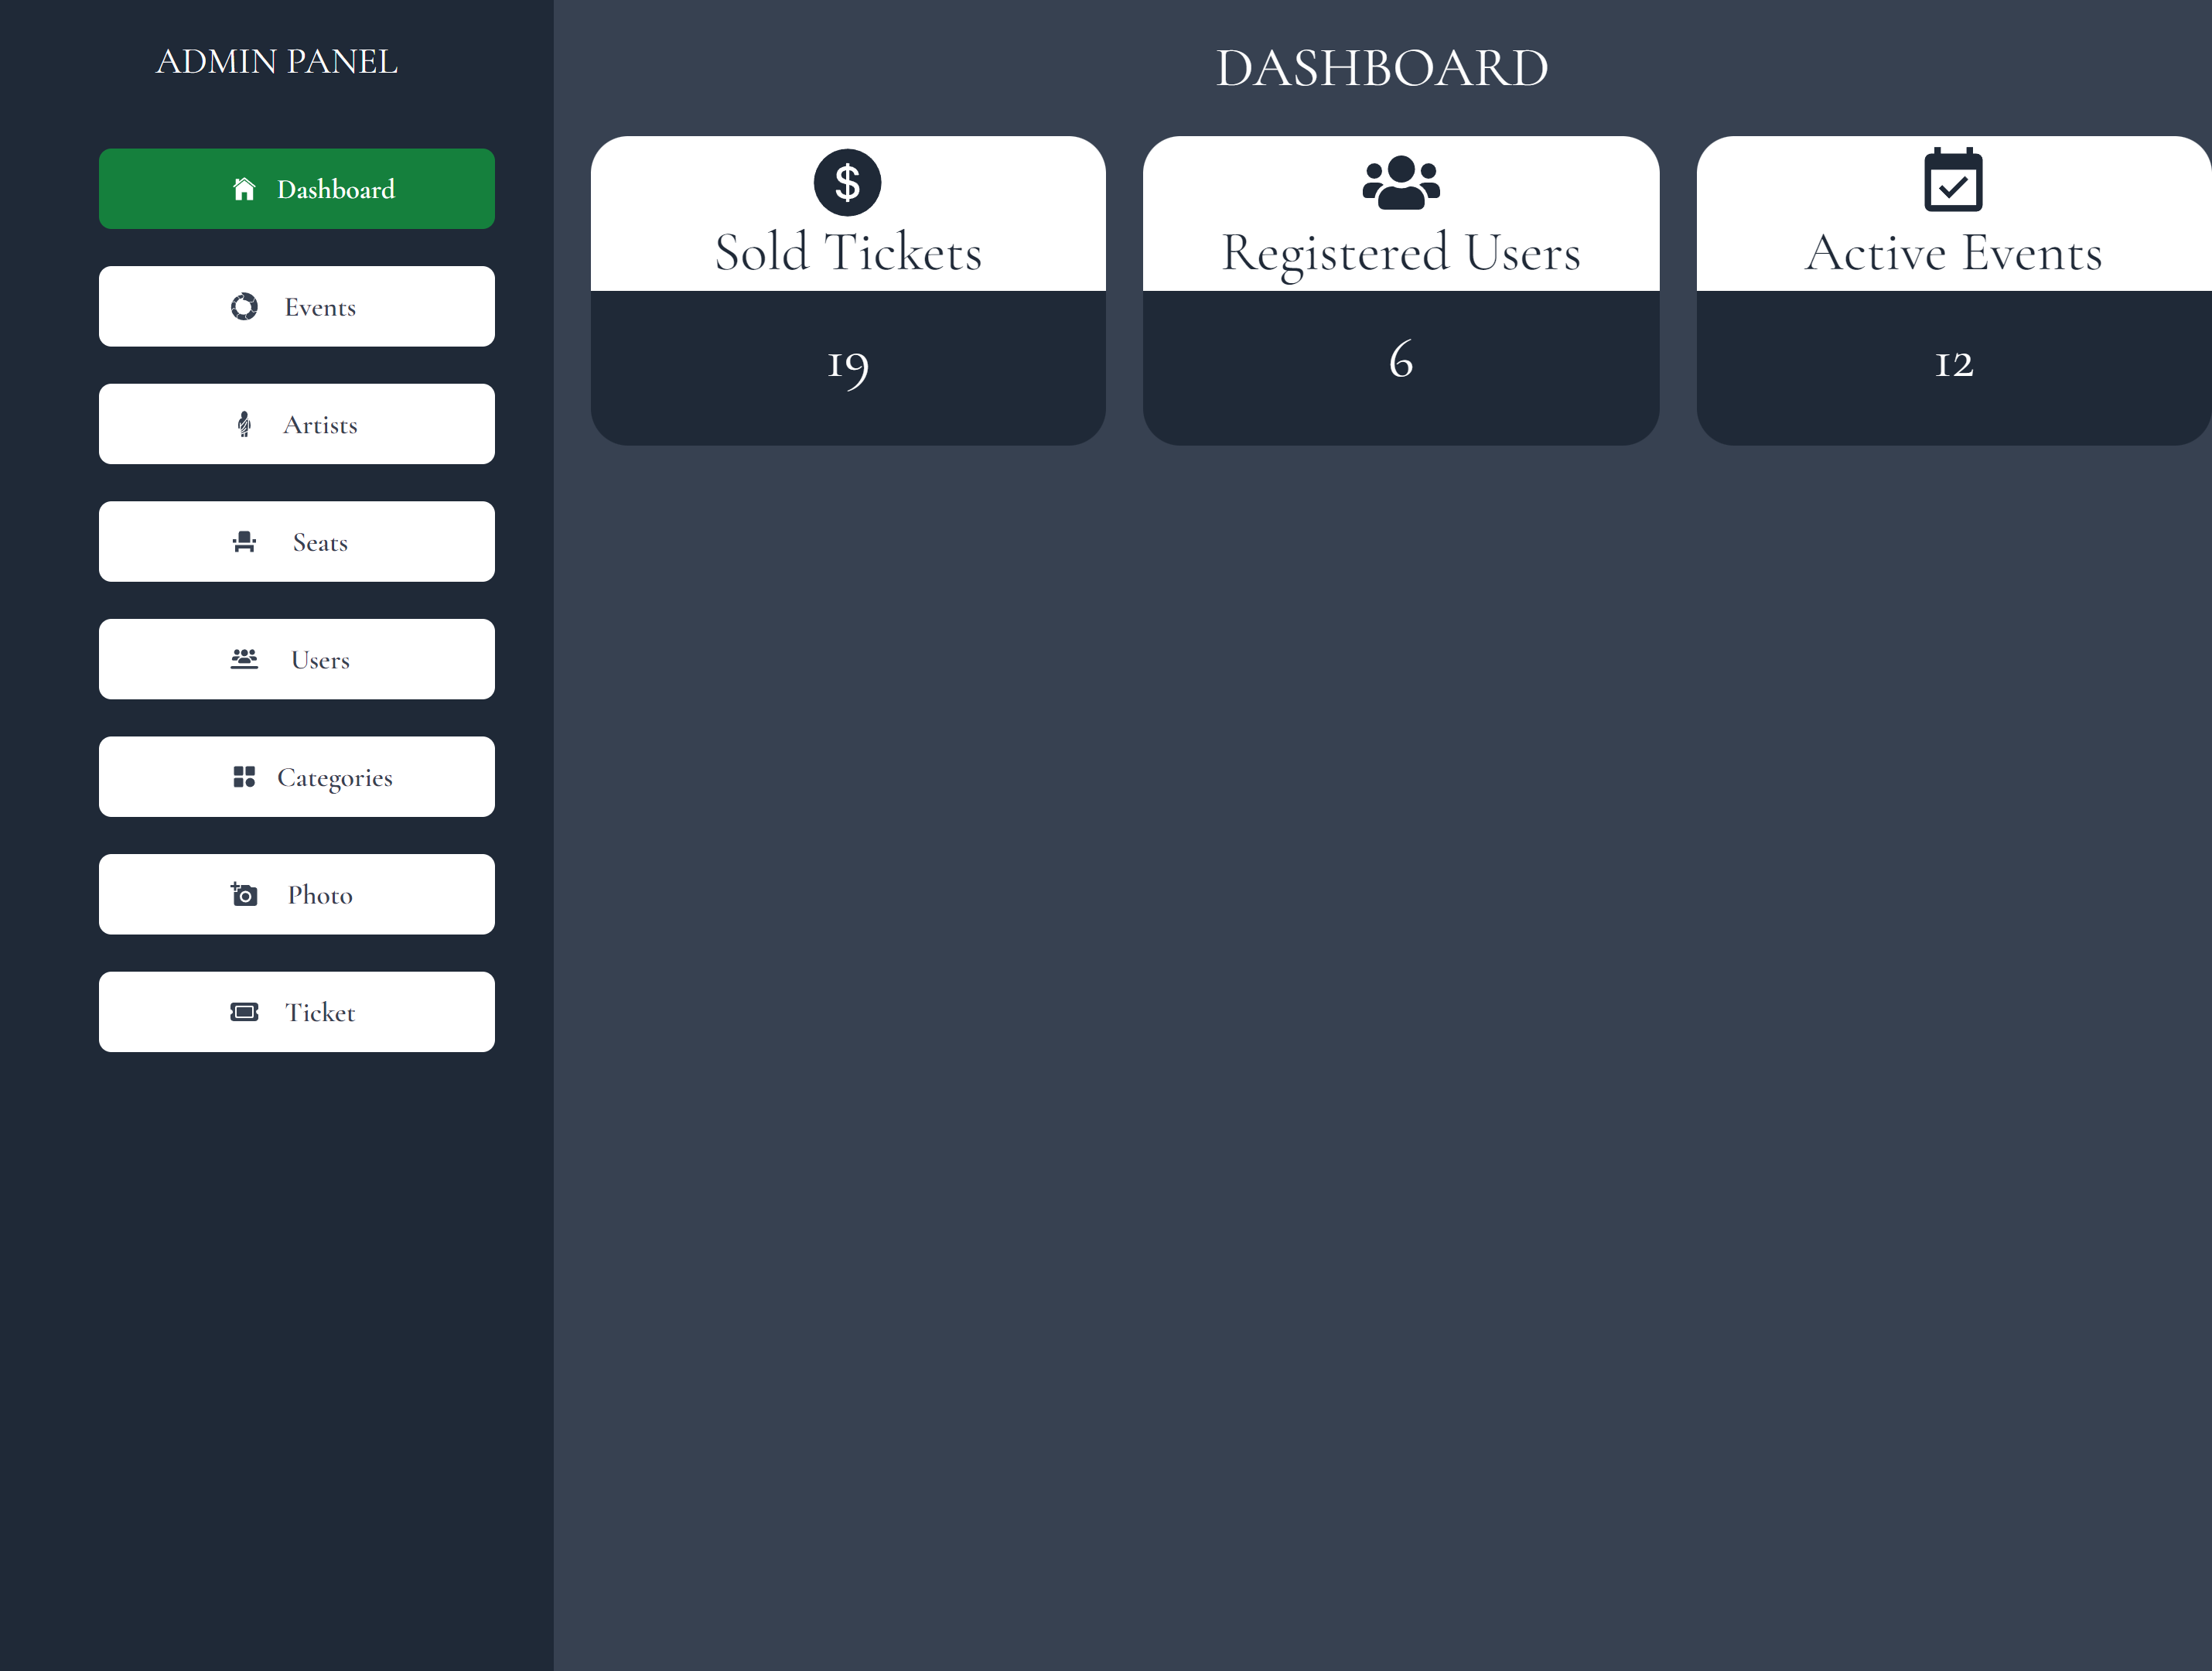 ADMIN PANEL
Dashboard
Events
Artists
Seats
Users
Categories
Photo
Ticket
DASHBOARD
$
Sold Tickets
19
Registered Users
6
Active Events
12